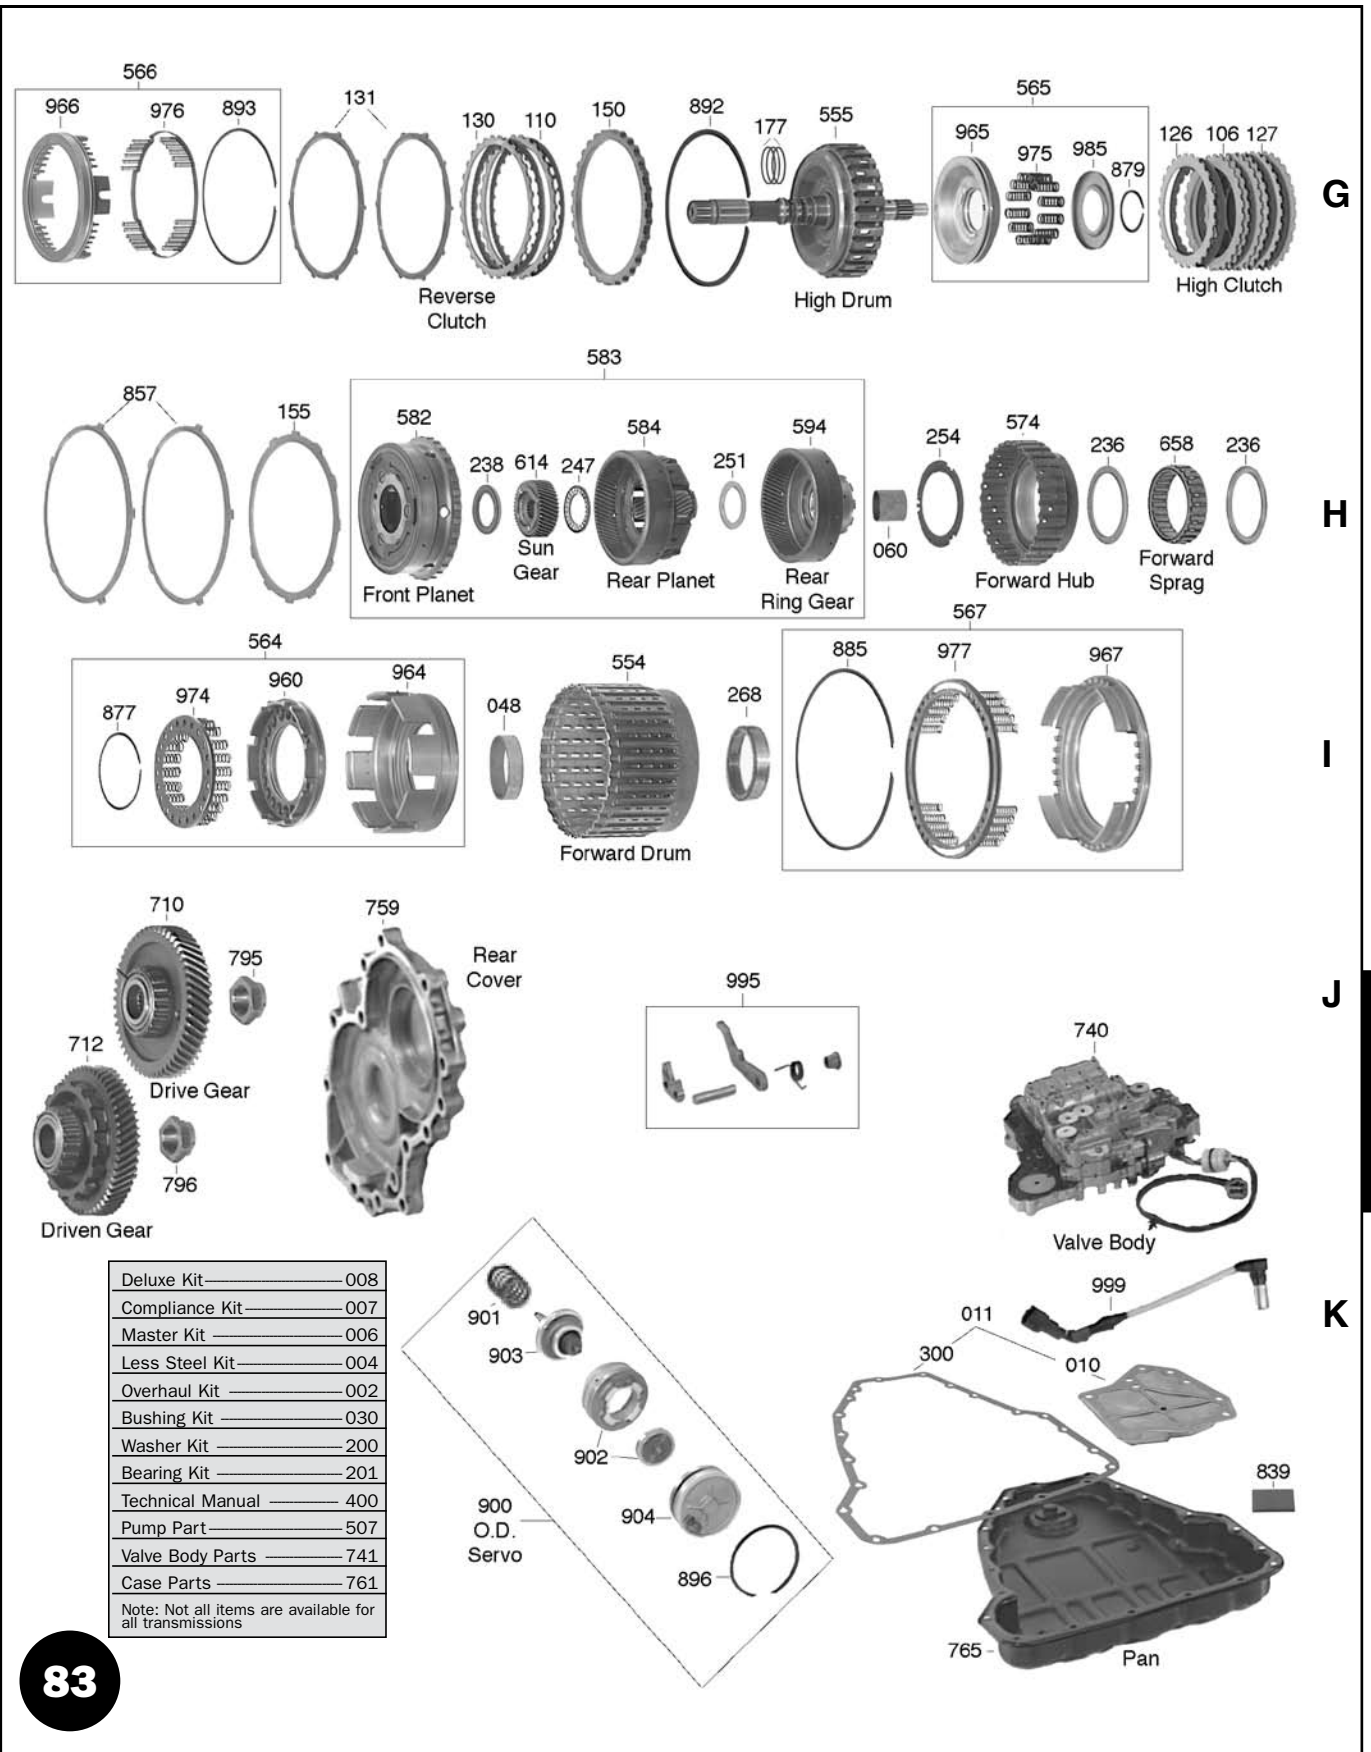 566
966
976
893
131
130
110
150
892
177
555
565
965
975
985
879
126
106
127
G
Reverse
Clutch
High Drum
High Clutch
583
857
155
582
238
614
247
584
251
594
254
574
236
658
236
H
060
Sun
Gear
Front Planet
Rear Planet
Rear
Ring Gear
Forward Hub
Forward
Sprag
564
877
974
960
964
048
554
268
567
885
977
967
I
Forward Drum
710
795
759
Rear
Cover
995
J
740
712
Drive Gear
796
Driven Gear
Valve Body
Deluxe Kit 008
Compliance Kit 007
Master Kit 006
Less Steel Kit 004
Overhaul Kit 002
Bushing Kit 030
Washer Kit 200
Bearing Kit 201
Technical Manual 400
Pump Part 507
Valve Body Parts 741
Case Parts 761
Note: Not all items are available for
all transmissions
901
903
902
904
896
900
O.D.
Servo
999
K
011
300
010
839
765
Pan
83